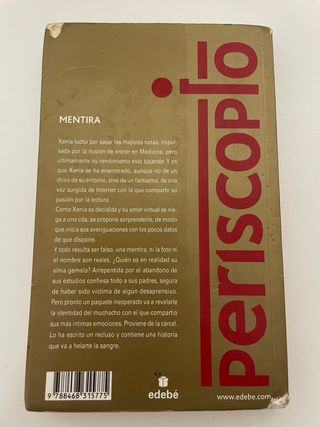 MENTIRA
Xenia lucha por sacar las mejores notas, impul-
sada por la ilusión de entrar en Medicina, pero
últimamente su rendimiento está bajando. Y es
que Xenia se ha enamorado, aunque no de un
chico de su entorno, sino de un fantasma, de una
voz surgida de Internet con la que comparte su
pasión por la lectura.
Como Xenia es decidida y su amor virtual se nie-
ga a una cita, se propone sorprenderlo, de modo
que inicia sus averiguaciones con los pocos datos
de que dispone.
Y todo resulta ser falso, una mentira, ni la foto ni
el nombre son reales. ¿Quién es en realidad su
alma gemela? Arrepentida por el abandono de
sus estudios confiesa todo a sus padres, segura
de haber sido víctima de algún desaprensivo.
Pero pronto un paquete inesperado va a revelarle
la identidad del muchacho con el que compartió
sus más íntimas emociones. Proviene de la cárcel.
Lo ha escrito un recluso y contiene una historia
que va a helarte la sangre.
periscopio
9 788468 315775
edebé
www.edebe.com